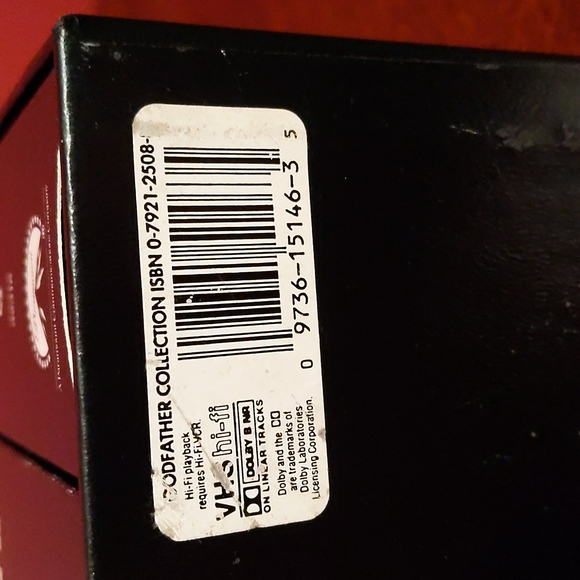 GODFATHER COLLECTION ISBN 0-7921-2508-
Hi-Fi playback
requires Hi-Fi VCR.
VHS hi-fi
DOLBY B NR
ON LINEAR TRACKS
Dolby and the
are trademarks of
Dolby Laboratories
Licensing Corporation.
0 9736-15146-3 5